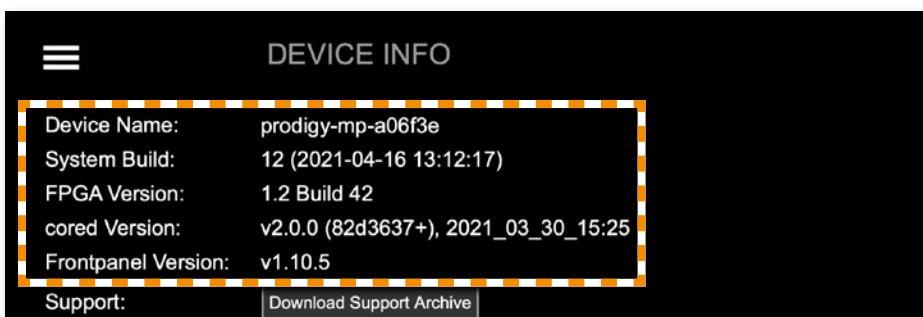 DEVICE INFO
Device Name: prodigy-mp-a06f3e
System Build: 12 (2021-04-16 13:12:17)
FPGA Version: 1.2 Build 42
cored Version: v2.0.0 (82d3637+), 2021_03_30_15:25
Frontpanel Version: v1.10.5
Support: Download Support Archive